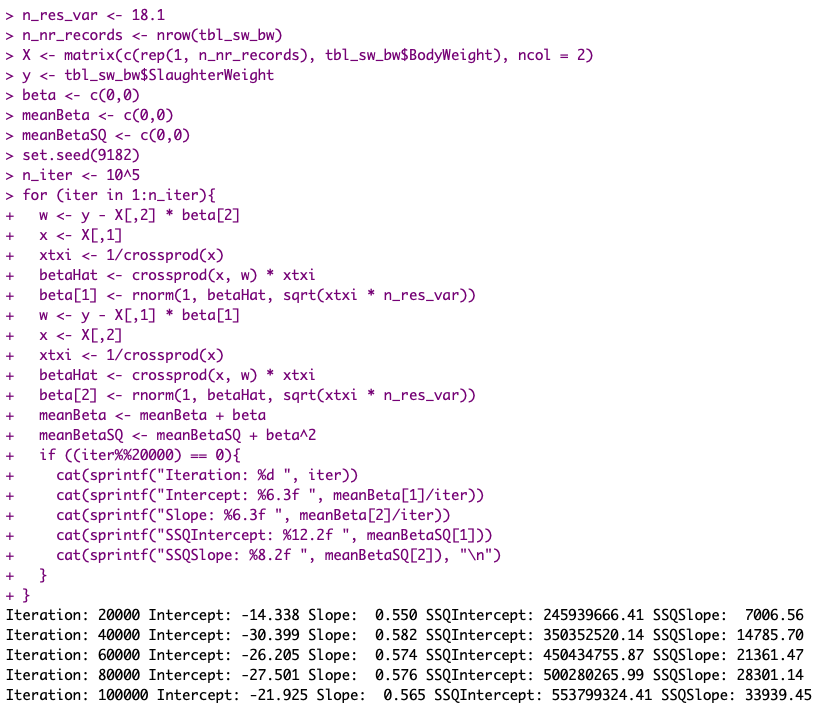 > n_res_var <- 18.1
> n_nr_records <- nrow(tbl_sw_bw)
> X <- matrix(c(rep(1, n_nr_records), tbl_sw_bw$BodyWeight), ncol = 2)
> y <- tbl_sw_bw$SlaughterWeight
> beta <- c(0,0)
> meanBeta <- c(0,0)
> meanBetaSQ <- c(0,0)
> set.seed(9182)
> n_iter <- 10^5
> for (iter in 1:n_iter){
+   w <- y - X[,2] * beta[2]
+   x <- X[,1]
+   xtxi <- 1/crossprod(x)
+   betaHat <- crossprod(x, w) * xtxi
+   beta[1] <- rnorm(1, betaHat, sqrt(xtxi * n_res_var))
+   w <- y - X[,1] * beta[1]
+   x <- X[,2]
+   xtxi <- 1/crossprod(x)
+   betaHat <- crossprod(x, w) * xtxi
+   beta[2] <- rnorm(1, betaHat, sqrt(xtxi * n_res_var))
+   meanBeta <- meanBeta + beta
+   meanBetaSQ <- meanBetaSQ + beta^2
+   if ((iter%%20000) == 0){
+     cat(sprintf("Iteration: %d ", iter))
+     cat(sprintf("Intercept: %6.3f ", meanBeta[1]/iter))
+     cat(sprintf("Slope: %6.3f ", meanBeta[2]/iter))
+     cat(sprintf("SSQIntercept: %12.2f ", meanBetaSQ[1]))
+     cat(sprintf("SSQSlope: %8.2f ", meanBetaSQ[2]), "\n")
+   }
+ }
Iteration: 20000 Intercept: -14.338 Slope:  0.550 SSQIntercept: 245939666.41 SSQSlope:  7006.56
Iteration: 40000 Intercept: -30.399 Slope:  0.582 SSQIntercept: 350352520.14 SSQSlope: 14785.70
Iteration: 60000 Intercept: -26.205 Slope:  0.574 SSQIntercept: 450434755.87 SSQSlope: 21361.47
Iteration: 80000 Intercept: -27.501 Slope:  0.576 SSQIntercept: 500280265.99 SSQSlope: 28301.14
Iteration: 100000 Intercept: -21.925 Slope:  0.565 SSQIntercept: 553799324.41 SSQSlope: 33939.45